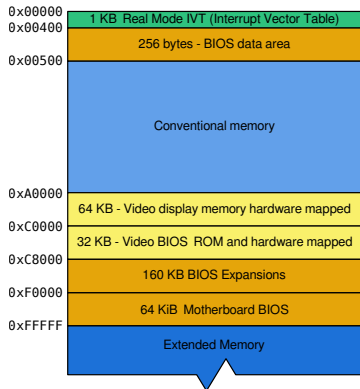 0x00000
1 KB Real Mode IVT (Interrupt Vector Table)
0x00400
256 bytes - BIOS data area
0x00500
Conventional memory
0xA0000
64 KB - Video display memory hardware mapped
0xC0000
32 KB - Video BIOS ROM and hardware mapped
0xC8000
160 KB BIOS Expansions
0xF0000
64 KiB Motherboard BIOS
0xFFFFF
Extended Memory